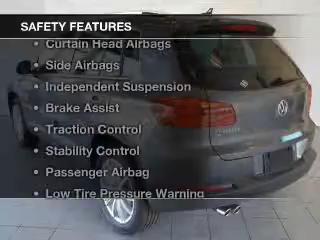 SAFETY FEATURES
• Curtain Head Airbags
• Side Airbags
• Independent Suspension
• Brake Assist
• Traction Control
• Stability Control
• Passenger Airbag
• Low Tire Pressure Warning